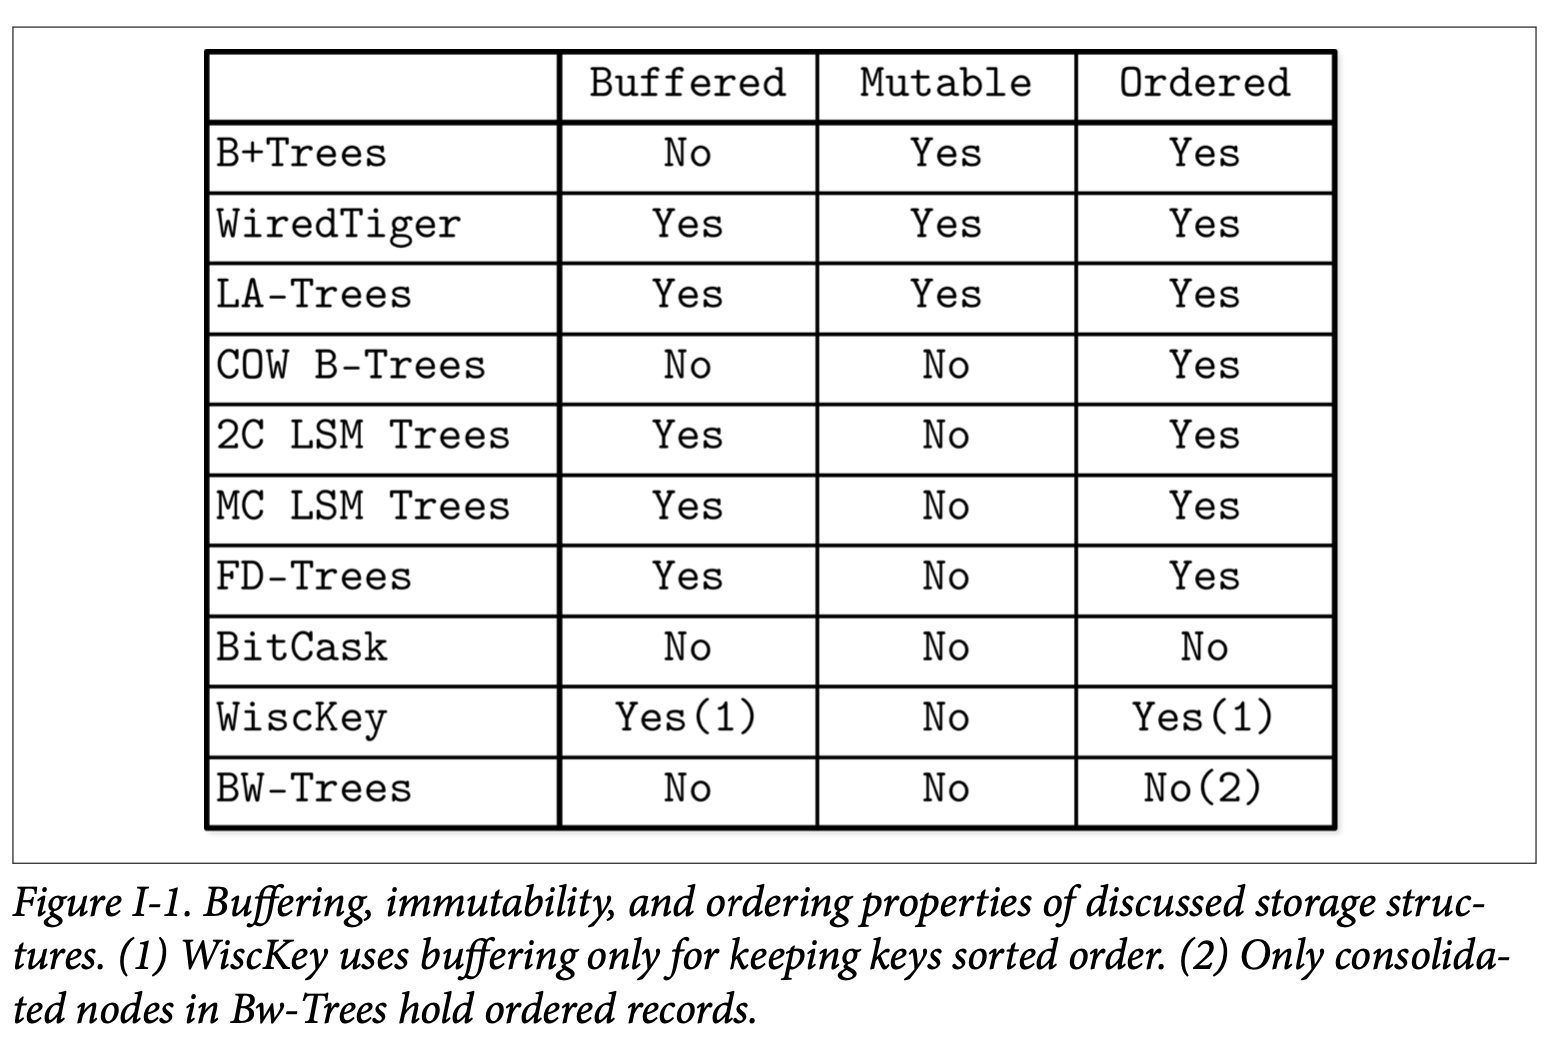 Buffered Mutable Ordered
B+Trees No Yes Yes
WiredTiger Yes Yes Yes
LA-Trees Yes Yes Yes
COW B-Trees No No Yes
2C LSM Trees Yes No Yes
MC LSM Trees Yes No Yes
FD-Trees Yes No Yes
BitCask No No No
WiscKey Yes(1) No Yes(1)
BW-Trees No No No(2)
Figure I-1. Buffering, immutability, and ordering properties of discussed storage struc-
tures. (1) WiscKey uses buffering only for keeping keys sorted order. (2) Only consolida-
ted nodes in Bw-Trees hold ordered records.